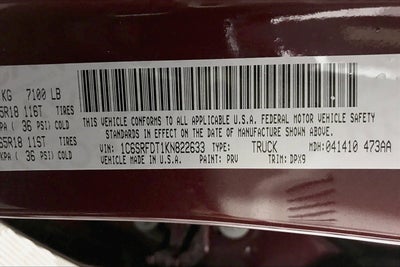 KG 7100 LB
5R18 116T TIRES
KPA ( 36 PSI) COLD
5R18 116T TIRES
KPA ( 36 PSI) COLD
THIS VEHICLE CONFORMS TO ALL APPLICABLE U.S.A. FEDERAL MOTOR VEHICLE SAFETY
STANDARDS IN EFFECT ON THE DATE OF MANUFACTURE SHOWN ABOVE.
VIN: 1C6SRFDT1KN822633 TYPE: TRUCK MDH: 041410 473AA
VEHICLE MADE IN U.S.A. PAINT: PRV TRIM: DPX9